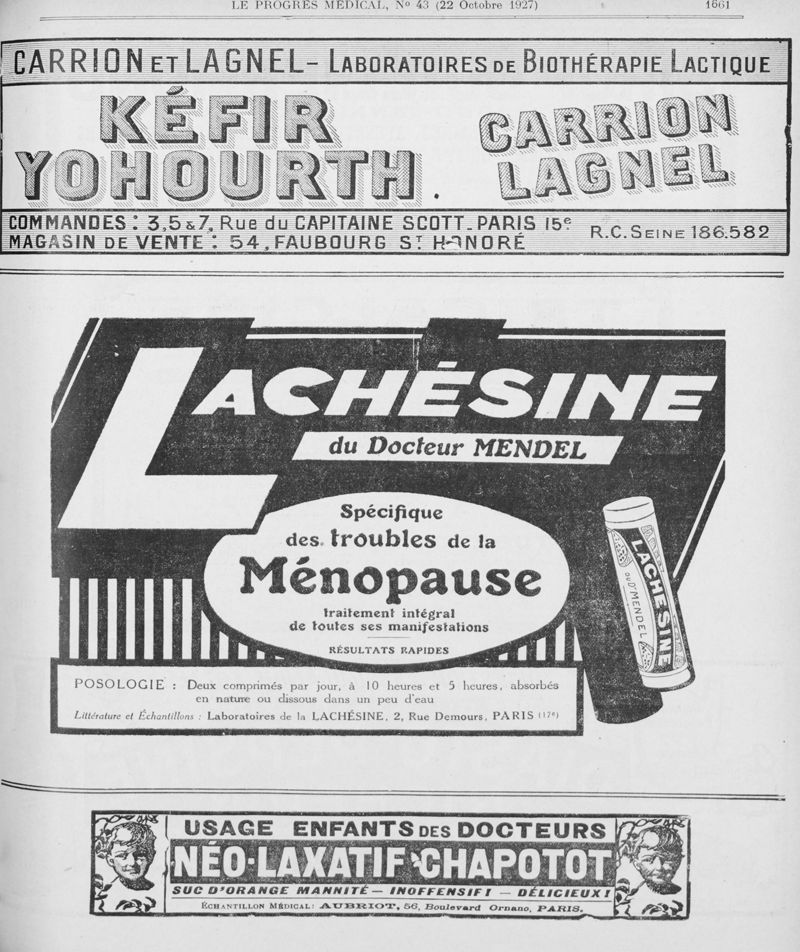 LE PROGRÈS MÉDICAL, No 43 (22 Octobre 1927) 1661
CARRION ET LAGNEL - LABORATOIRES DE BIOTHÉRAPIE LACTIQUE
KÉFIR
YOHOURTH.
CARRION
LAGNEL
COMMANDES: 3,5 & 7, Rue du CAPITAINE SCOTT_PARIS 15e
MAGASIN DE VENTE: 54, FAUBOURG ST HONORÉ
R.C. SEINE 186.582
LACHÉSINE
du Docteur MENDEL
Spécifique
des troubles de la
Ménopause
traitement intégral
de toutes ses manifestations
RÉSULTATS RAPIDES
LACHÉSINE
DU Dr MENDEL
POSOLOGIE : Deux comprimés par jour, à 10 heures et 5 heures, absorbés
en nature ou dissous dans un peu d'eau
Littérature et Échantillons : Laboratoires de la LACHÉSINE, 2, Rue Demours, PARIS (17e)
USAGE ENFANTS DES DOCTEURS
NÉO-LAXATIF CHAPOTOT
SUC D'ORANGE MANNITÉ - INOFFENSIF! - DÉLICIEUX!
ÉCHANTILLON MÉDICAL: AUBRIOT, 56, Boulevard Ornano, PARIS.